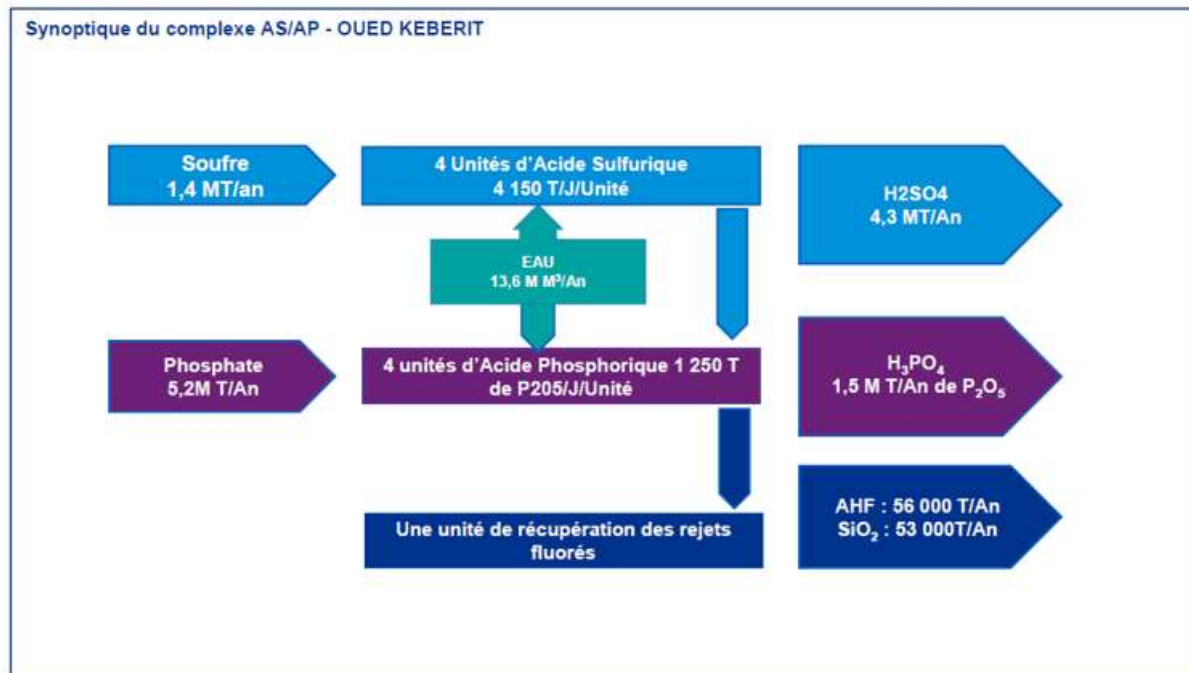 Synoptique du complexe AS/AP - OUED KEBERIT
Soufre
1,4 MT/an
4 Unités d'Acide Sulfurique
4 150 T/J/Unité
H2SO4
4,3 MT/An
EAU
13,6 M M³/An
Phosphate
5,2M T/An
4 unités d'Acide Phosphorique 1 250 T
de P205/J/Unité
H₃PO₄
1,5 M T/An de P₂O₅
Une unité de récupération des rejets
fluorés
AHF : 56 000 T/An
SiO₂ : 53 000T/An